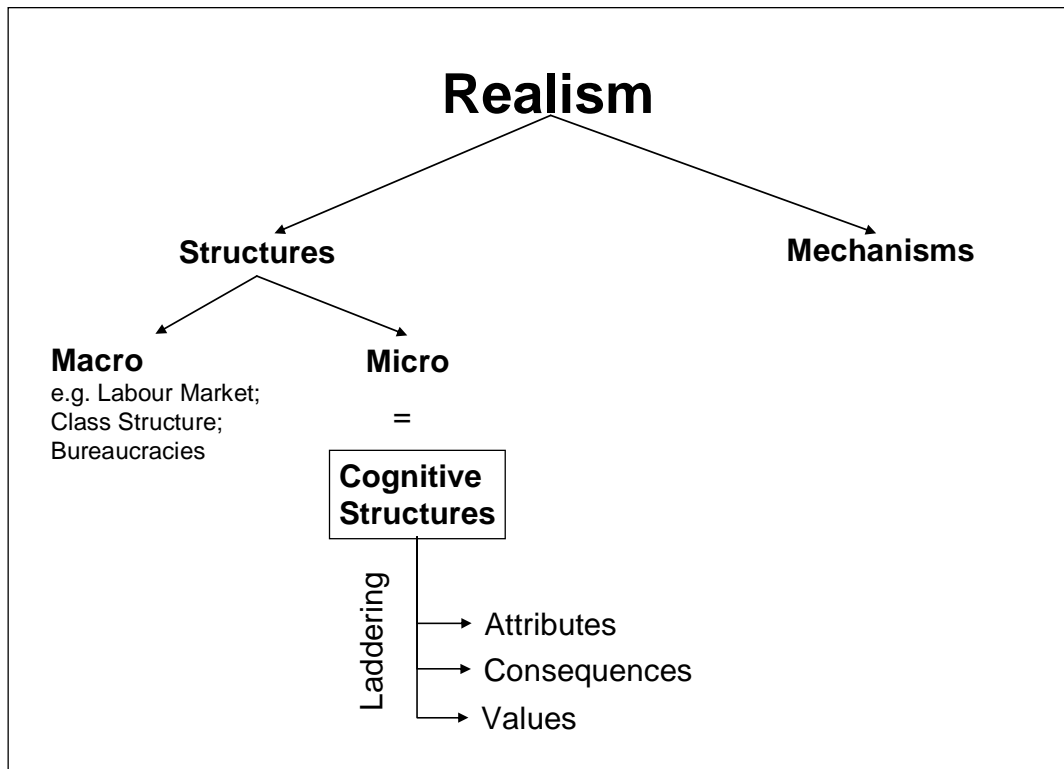 Realism
Structures
Mechanisms
Macro
e.g. Labour Market;
Class Structure;
Bureaucracies
Micro
=
Cognitive
Structures
Laddering
Attributes
Consequences
Values